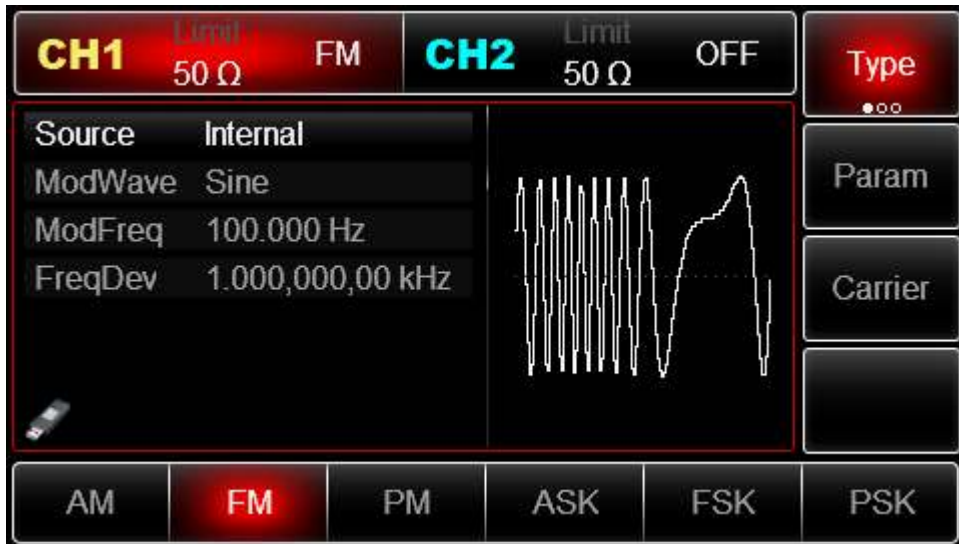 CH1 Limit 50 Ω FM CH2 Limit 50 Ω OFF
Type
Source Internal
ModWave Sine
ModFreq 100.000 Hz
FreqDev 1.000,000,00 kHz
Param
Carrier
AM FM PM ASK FSK PSK